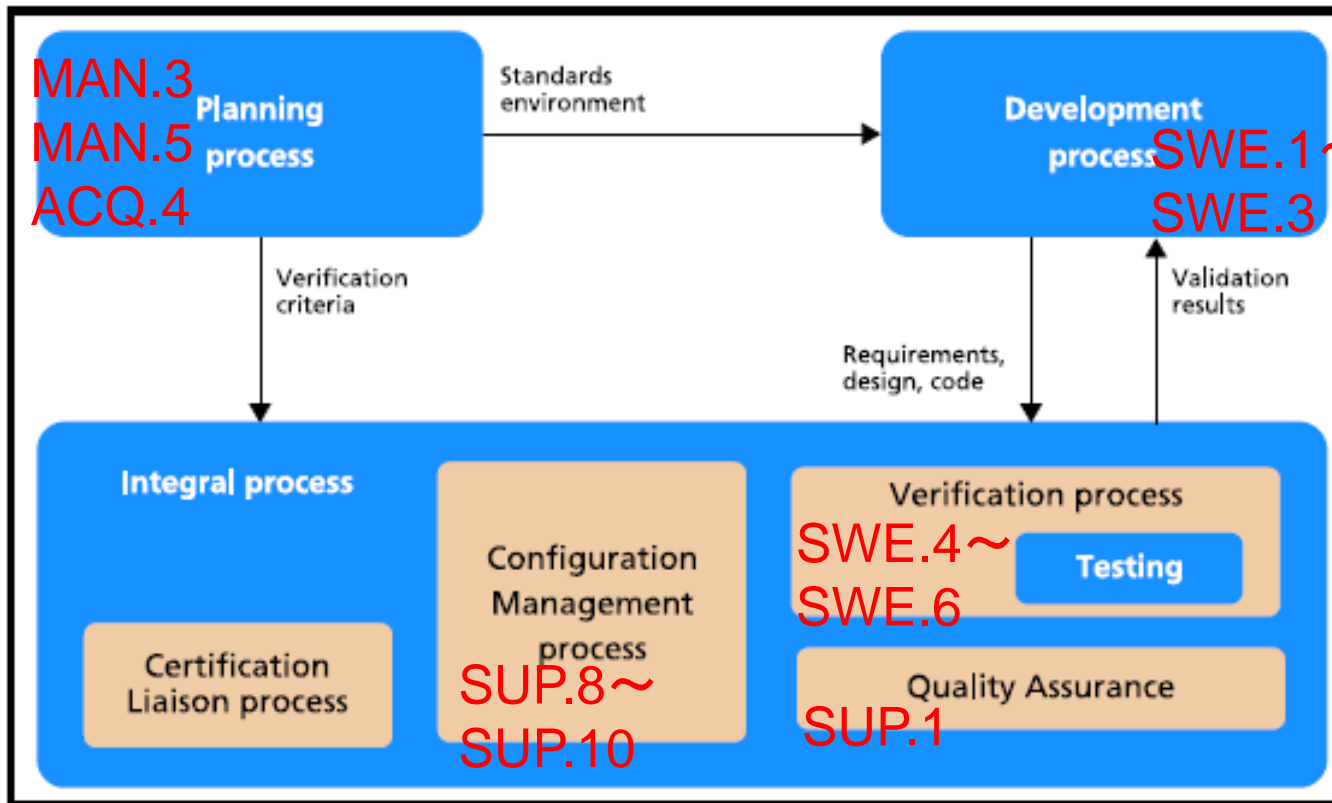 MAN.3
MAN.5
ACQ.4
Planning
process
Standards
environment
Development
process
SWE.1～
SWE.3
Verification
criteria
Validation
results
Requirements,
design, code
Integral process
Configuration
Management
process
SUP.8～
SUP.10
Verification process
SWE.4～
SWE.6
Testing
Certification
Liaison process
Quality Assurance
SUP.1